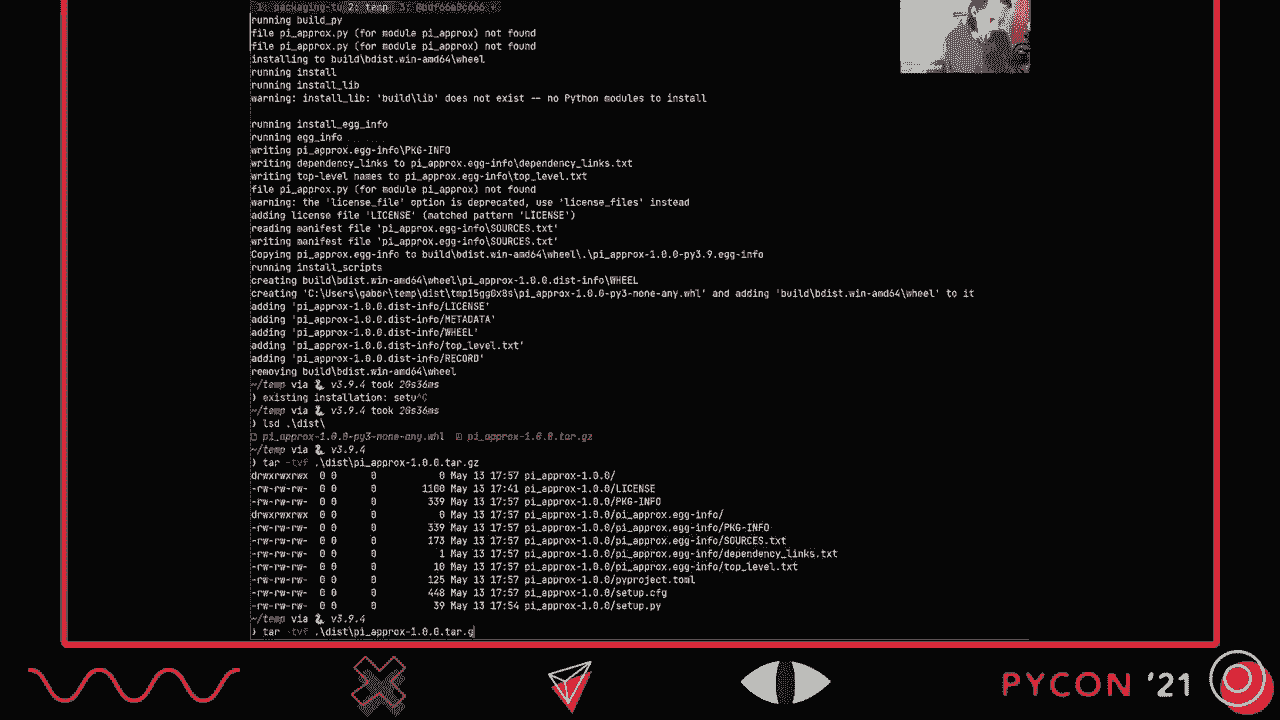 1: packaging-tu 2: temp 3:
running build_py
file pi_approx.py (for module pi_approx) not found
file pi_approx.py (for module pi_approx) not found
installing to build\bdist.win-amd64\wheel
running install
running install_lib
warning: install_lib: 'build\lib' does not exist -- no Python modules to install
running install_egg_info
running egg_info
writing pi_approx.egg-info\PKG-INFO
writing dependency_links to pi_approx.egg-info\dependency_links.txt
writing top-level names to pi_approx.egg-info\top_level.txt
file pi_approx.py (for module pi_approx) not found
warning: the 'license_file' option is deprecated, use 'license_files' instead
adding license file 'LICENSE' (matched pattern 'LICENSE')
reading manifest file 'pi_approx.egg-info\SOURCES.txt'
writing manifest file 'pi_approx.egg-info\SOURCES.txt'
Copying pi_approx.egg-info to build\bdist.win-amd64\wheel\.\pi_approx-1.0.0-py3.9.egg-info
running install_scripts
creating build\bdist.win-amd64\wheel\pi_approx-1.0.0.dist-info\WHEEL
creating 'C:\Users\gabor\temp\dist\tmp15gg0x8s\pi_approx-1.0.0-py3-none-any.whl' and adding 'build\bdist.win-amd64\wheel' to it
adding 'pi_approx-1.0.0.dist-info/LICENSE'
adding 'pi_approx-1.0.0.dist-info/METADATA'
adding 'pi_approx-1.0.0.dist-info/WHEEL'
adding 'pi_approx-1.0.0.dist-info/top_level.txt'
adding 'pi_approx-1.0.0.dist-info/RECORD'
removing build\bdist.win-amd64\wheel
~/temp via 🐍 v3.9.4 took 20s36ms
❯ existing installation: setu^C
~/temp via 🐍 v3.9.4 took 20s36ms
❯ lsd .\dist\
pi_approx-1.0.0-py3-none-any.whl pi_approx-1.0.0.tar.gz
~/temp via 🐍 v3.9.4
❯ tar -tvf .\dist\pi_approx-1.0.0.tar.gz
drwxrwxrwx 0 0 0 0 May 13 17:57 pi_approx-1.0.0/
-rw-rw-rw- 0 0 0 1100 May 13 17:41 pi_approx-1.0.0/LICENSE
-rw-rw-rw- 0 0 0 339 May 13 17:57 pi_approx-1.0.0/PKG-INFO
drwxrwxrwx 0 0 0 0 May 13 17:57 pi_approx-1.0.0/pi_approx.egg-info/
-rw-rw-rw- 0 0 0 339 May 13 17:57 pi_approx-1.0.0/pi_approx.egg-info/PKG-INFO
-rw-rw-rw- 0 0 0 173 May 13 17:57 pi_approx-1.0.0/pi_approx.egg-info/SOURCES.txt
-rw-rw-rw- 0 0 0 1 May 13 17:57 pi_approx-1.0.0/pi_approx.egg-info/dependency_links.txt
-rw-rw-rw- 0 0 0 10 May 13 17:57 pi_approx-1.0.0/pi_approx.egg-info/top_level.txt
-rw-rw-rw- 0 0 0 125 May 13 17:57 pi_approx-1.0.0/pyproject.toml
-rw-rw-rw- 0 0 0 448 May 13 17:57 pi_approx-1.0.0/setup.cfg
-rw-rw-rw- 0 0 0 39 May 13 17:54 pi_approx-1.0.0/setup.py
~/temp via 🐍 v3.9.4
❯ tar -tvf .\dist\pi_approx-1.0.0.tar.g
PYCON '21